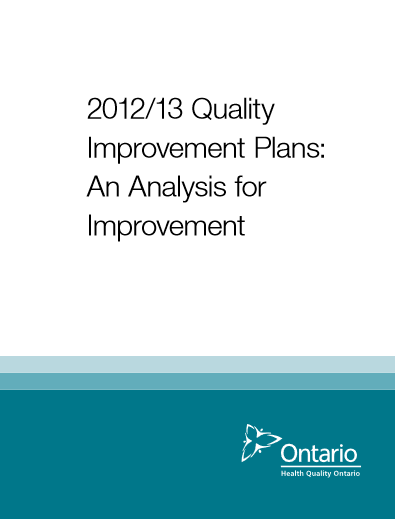 2012/13 Quality
Improvement Plans:
An Analysis for
Improvement
Ontario
Health Quality Ontario